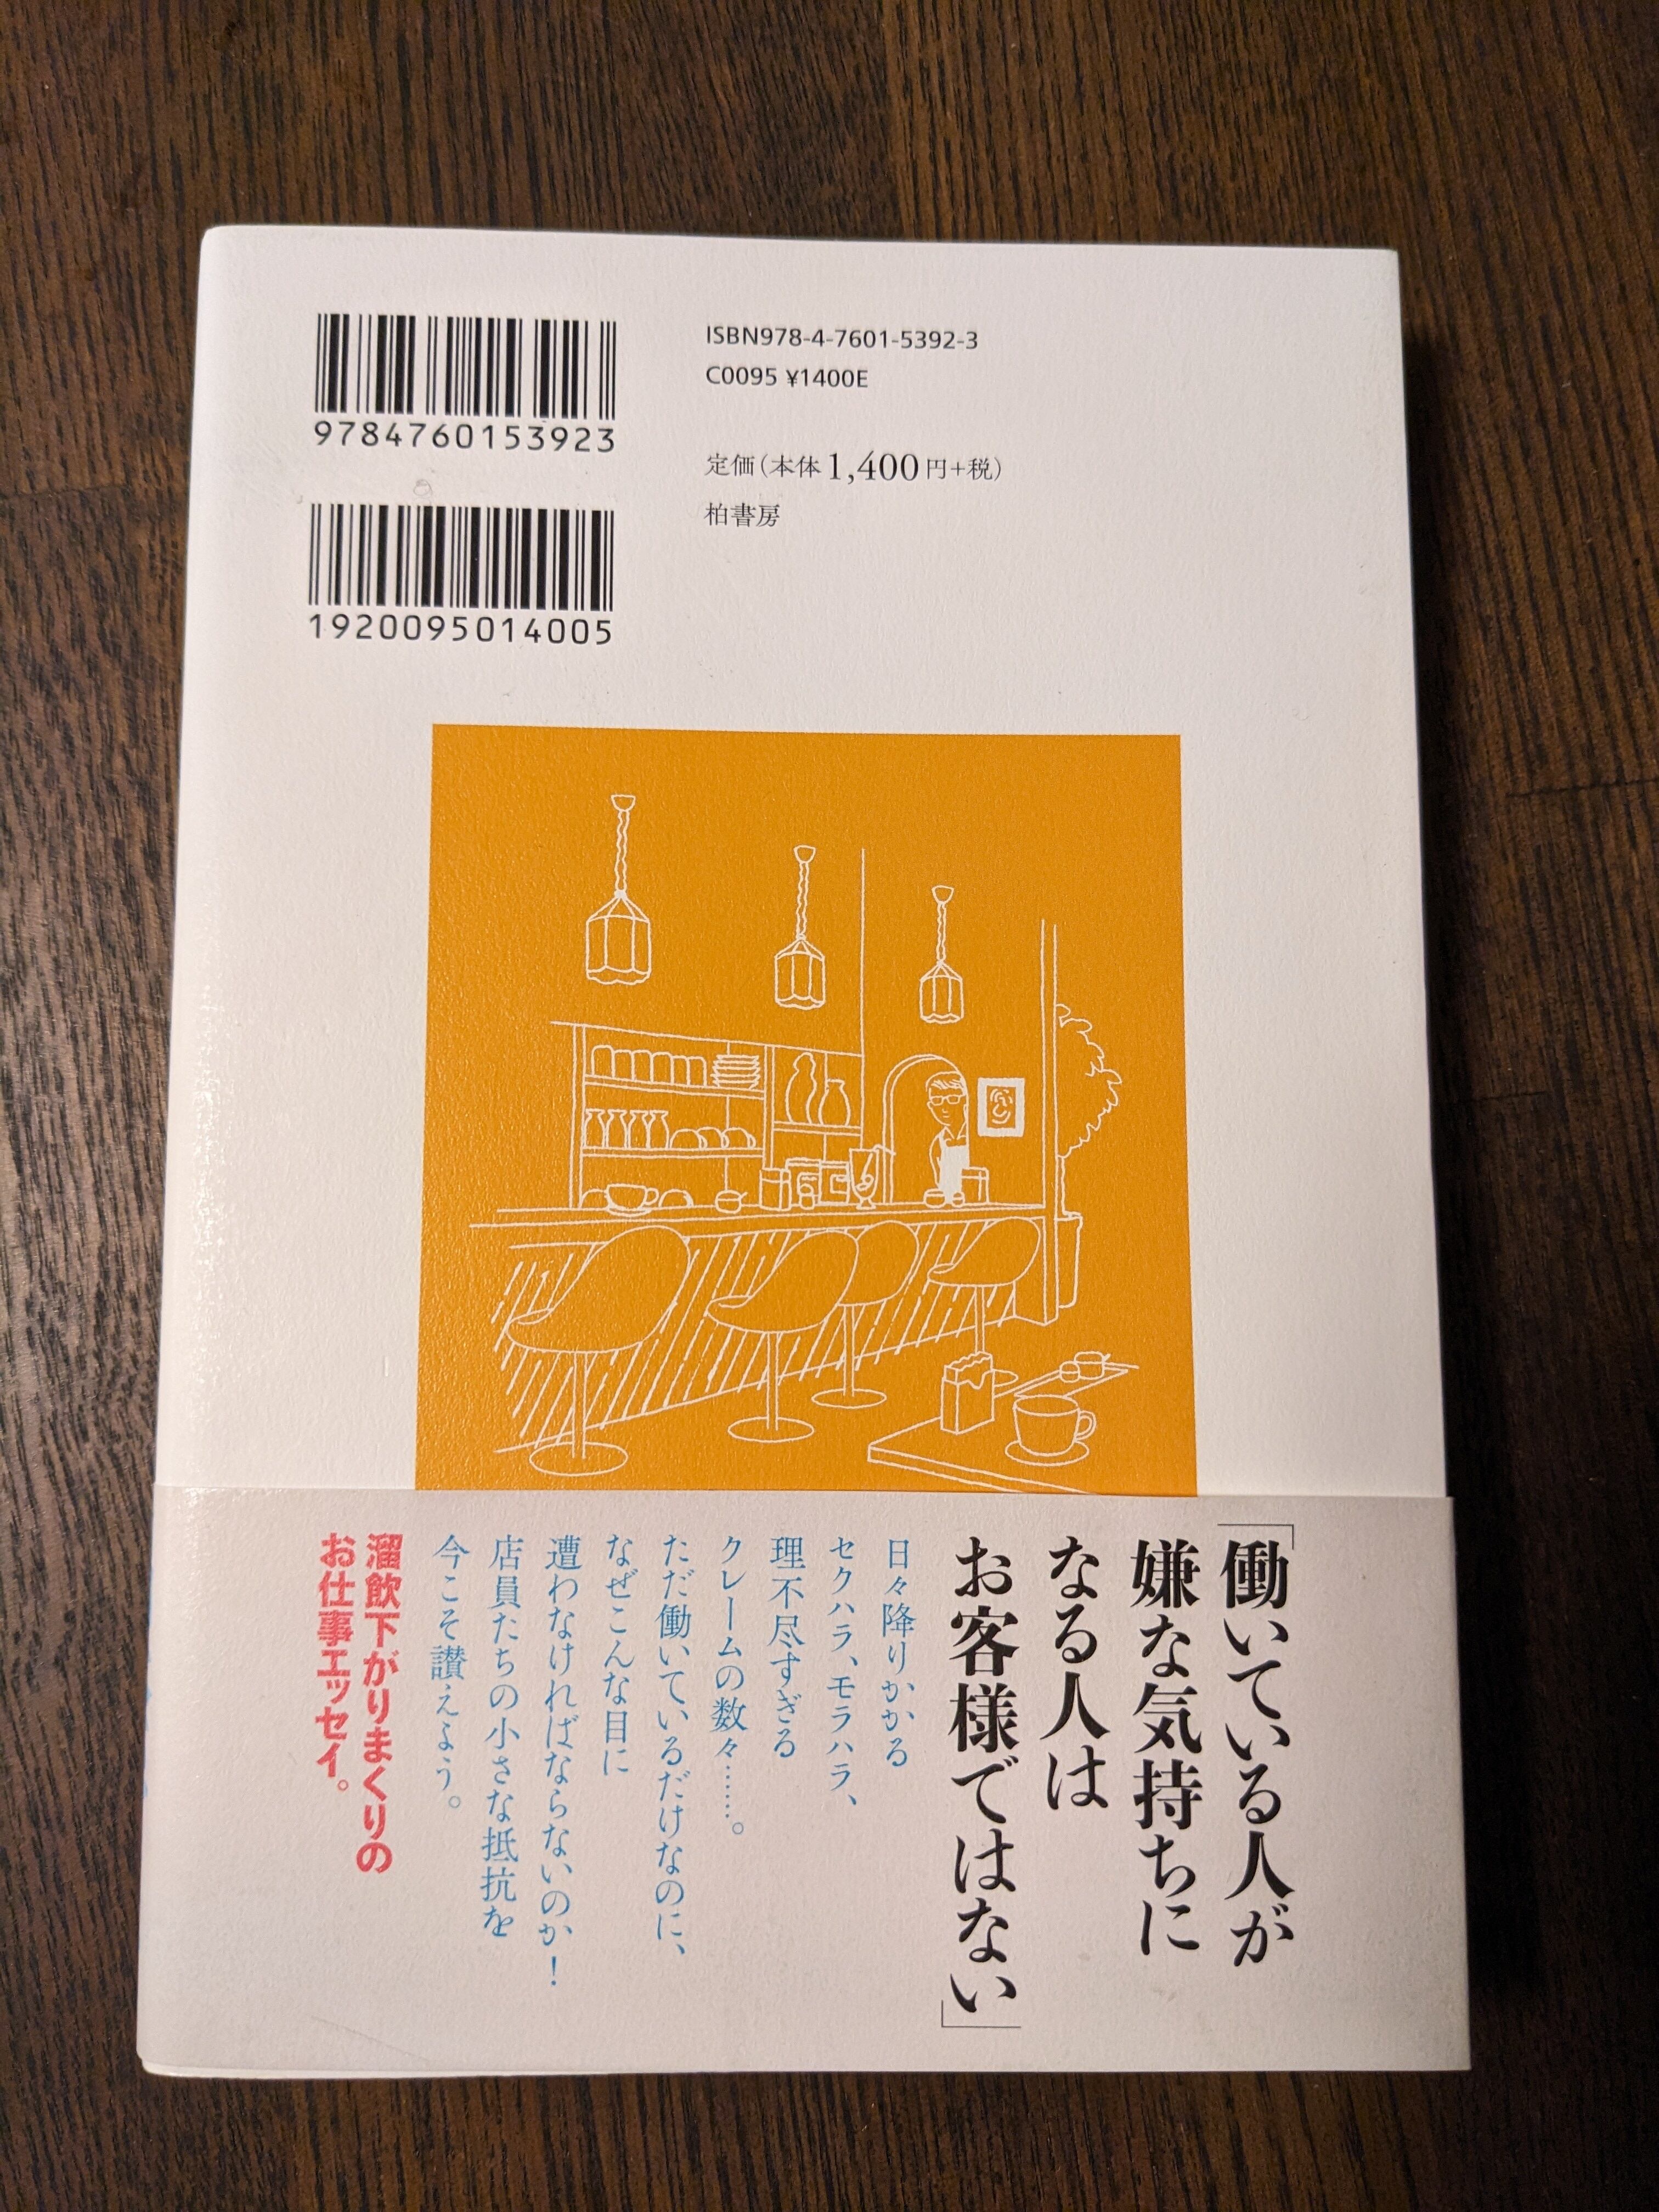 9784760153923
1920095014005
ISBN978-4-7601-5392-3
C0095 ¥1400E
定価(本体1,400円+税)
柏書房
「働いている人が
嫌な気持ちに
なる人は
お客様ではない」
日々降りかかる
セクハラ、モラハラ、
理不尽すぎる
クレームの数々……。
ただ働いているだけなのに、
なぜこんな目に
遭わなければならないのか!
店員たちの小さな抵抗を
今こそ讃えよう。
溜飲下がりまくりの
お仕事エッセイ。